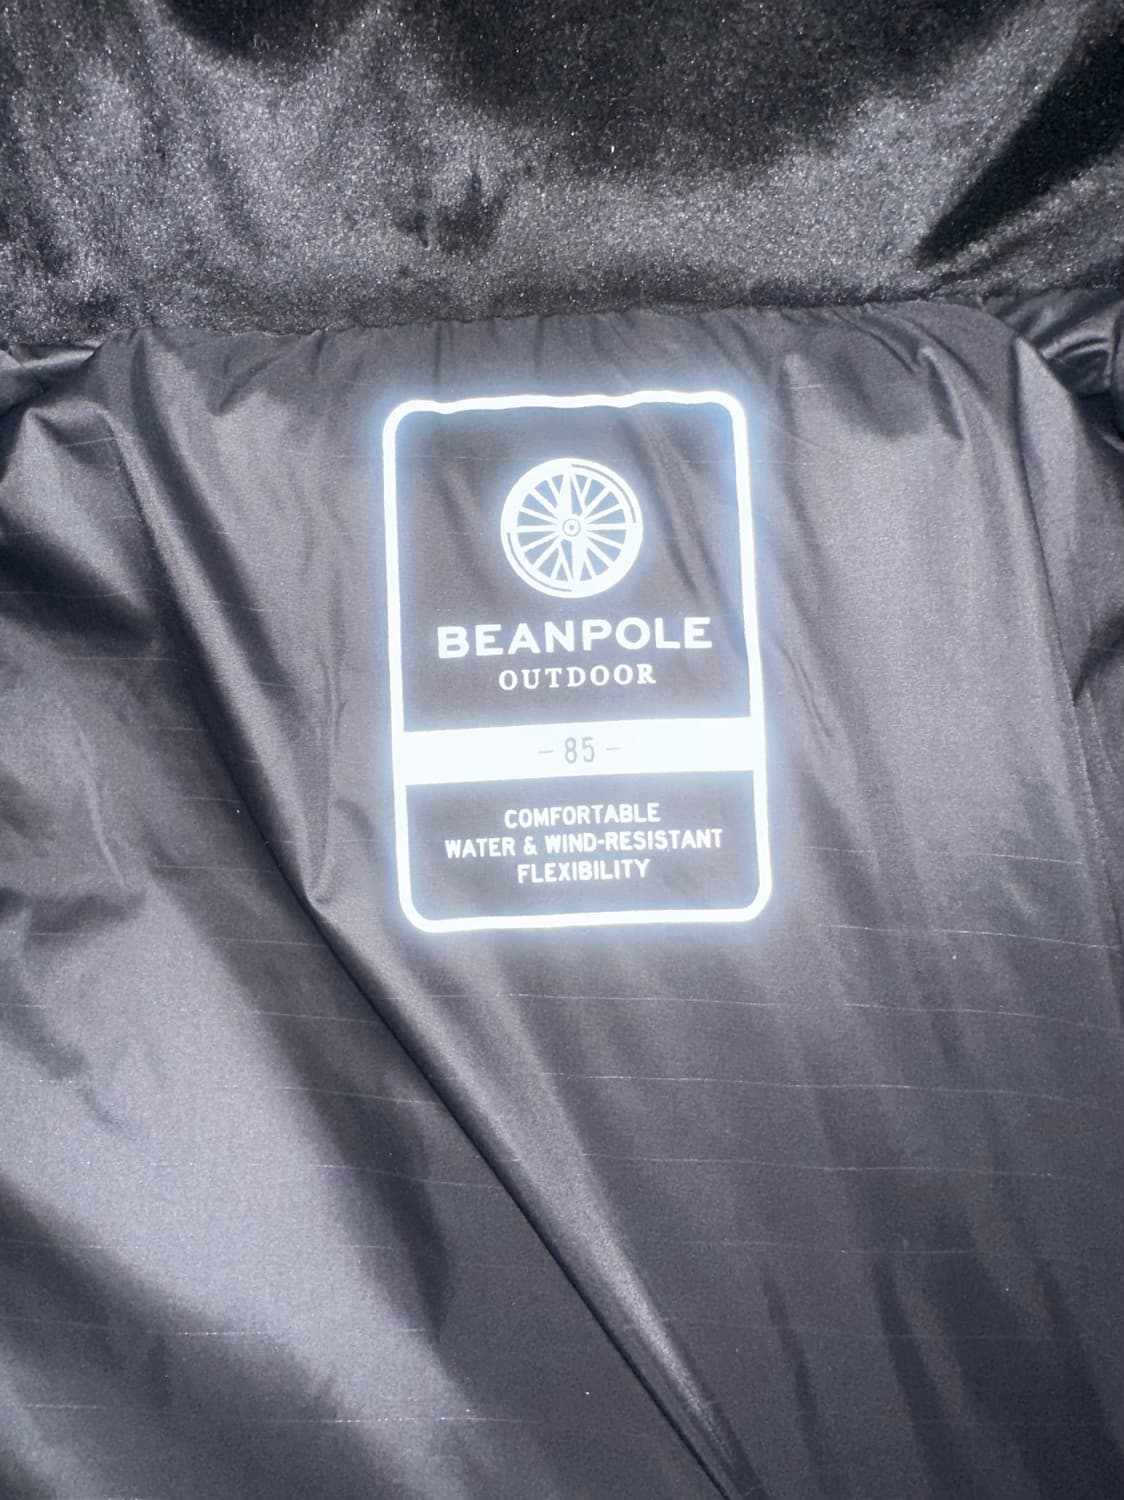 BEANPOLE
OUTDOOR
- 85 -
COMFORTABLE
WATER & WIND-RESISTANT
FLEXIBILITY